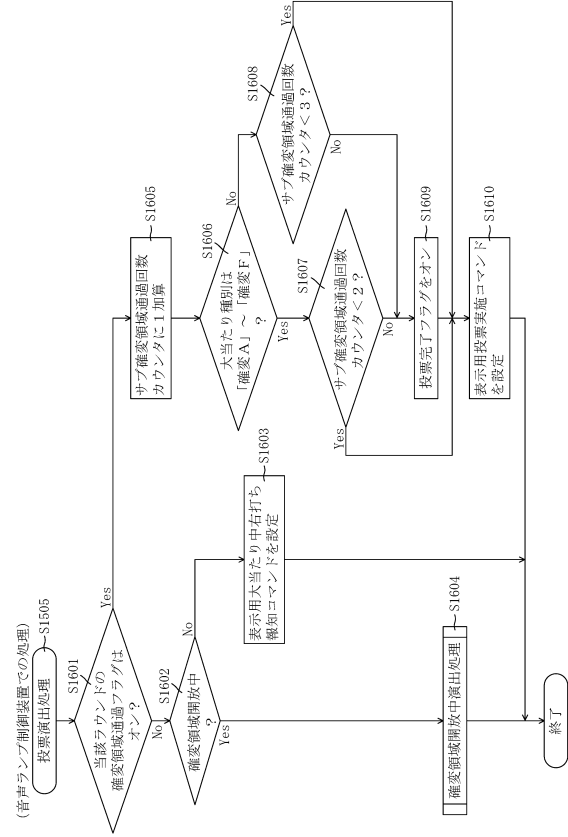 (音声ランプ制御装置での処理)
投票演出処理
S1505
S1601
当該ラウンドの
確変領域通過フラグは
オン?
Yes
No
S1602
確変領域開放中
?
No
Yes
S1603
表示用大当たり中右打ち
報知コマンドを設定
S1604
確変領域開放中演出処理
S1605
サブ確変領域通過回数
カウンタに1加算
S1606
大当たり種別は
「確変A」~「確変F」
?
No
Yes
S1607
サブ確変領域通過回数
カウンタ<2?
Yes
No
S1608
サブ確変領域通過回数
カウンタ<3?
Yes
No
S1609
投票完了フラグをオン
S1610
表示用投票実施コマンド
を設定
終了